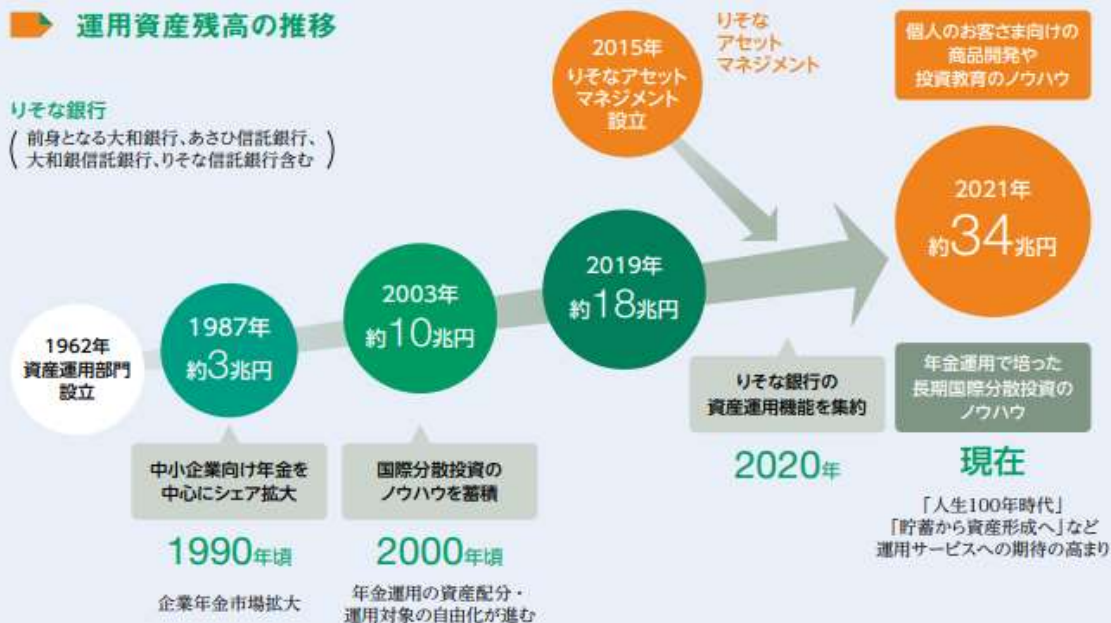 運用資産残高の推移
りそな銀行
(前身となる大和銀行、あさひ信託銀行、
大和銀信託銀行、りそな信託銀行含む)
1962年
資産運用部門
設立
1987年
約3兆円
2003年
約10兆円
2019年
約18兆円
2015年
りそなアセット
マネジメント
設立
りそな
アセット
マネジメント
個人のお客さま向けの
商品開発や
投資教育のノウハウ
2021年
約34兆円
中小企業向け年金を
中心にシェア拡大
1990年頃
企業年金市場拡大
国際分散投資の
ノウハウを蓄積
2000年頃
年金運用の資産配分・
運用対象の自由化が進む
りそな銀行の
資産運用機能を集約
2020年
年金運用で培った
長期国際分散投資の
ノウハウ
現在
「人生100年時代」
「貯蓄から資産形成へ」など
運用サービスへの期待の高まり